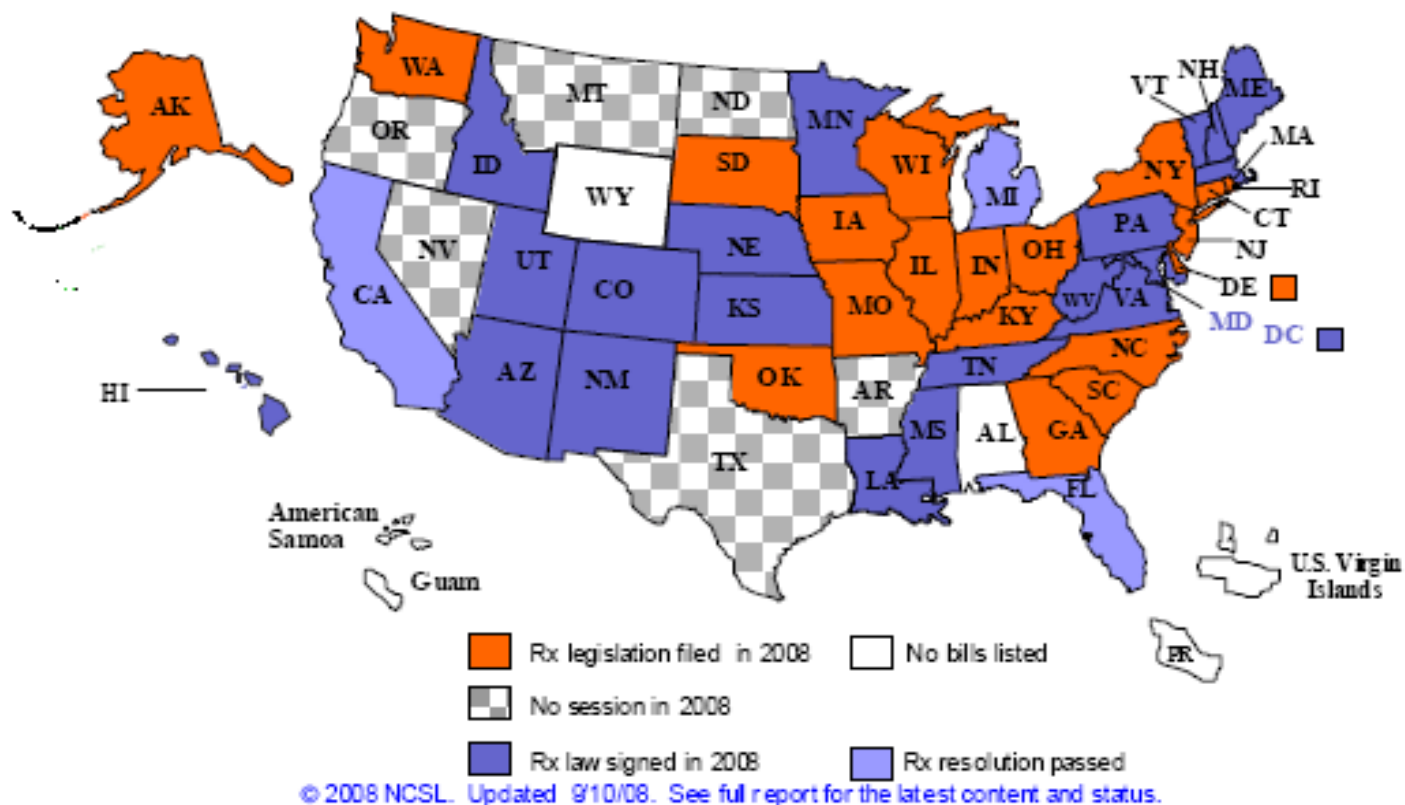 WA
AK
MT
ND
OR
ID
MN
VT
NH
ME
MA
SD
WI
NY
WY
MI
RI
CT
IA
PA
NJ
NE
NV
UT
IL
IN
OH
DE
CA
CO
KS
MO
WV
VA
MD
DC
KY
NC
HI
AZ
NM
OK
AR
TN
SC
MS
AL
GA
TX
LA
FL
American
Samoa
Guam
U.S. Virgin
Islands
PR
Rx legislation filed in 2008
No bills listed
No session in 2008
Rx law signed in 2008
Rx resolution passed
© 2008 NCSL. Updated 9/10/08. See full report for the latest content and status.